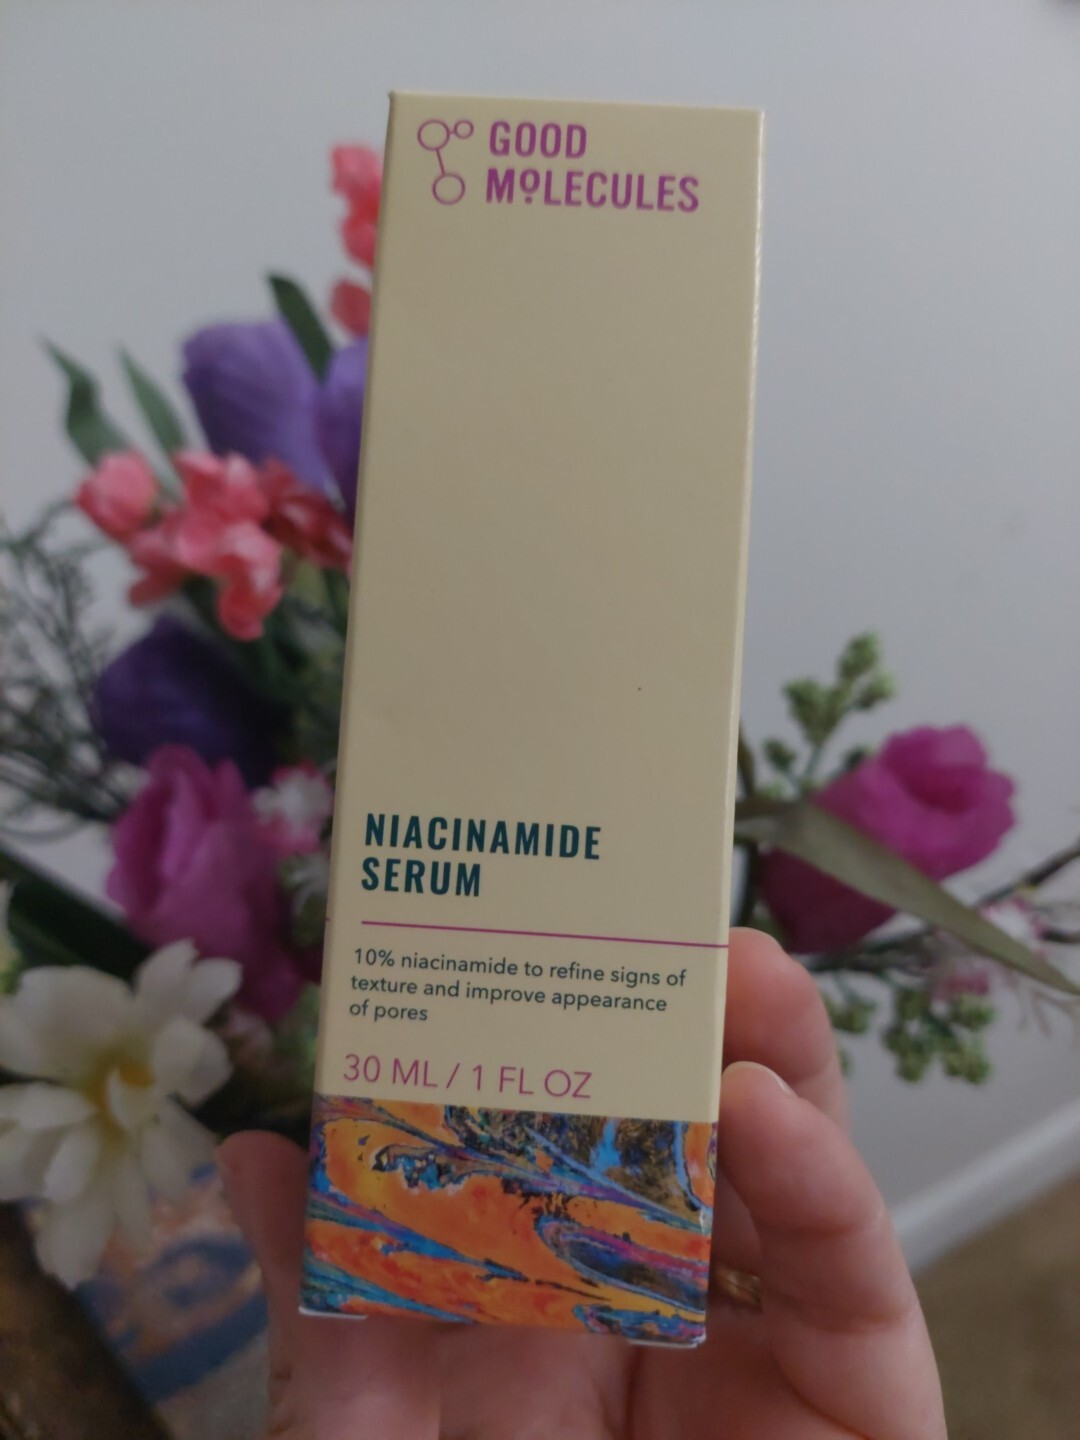 GOOD
MOLECULES
NIACINAMIDE
SERUM
10% niacinamide to refine signs of
texture and improve appearance
of pores
30 ML / 1 FL OZ